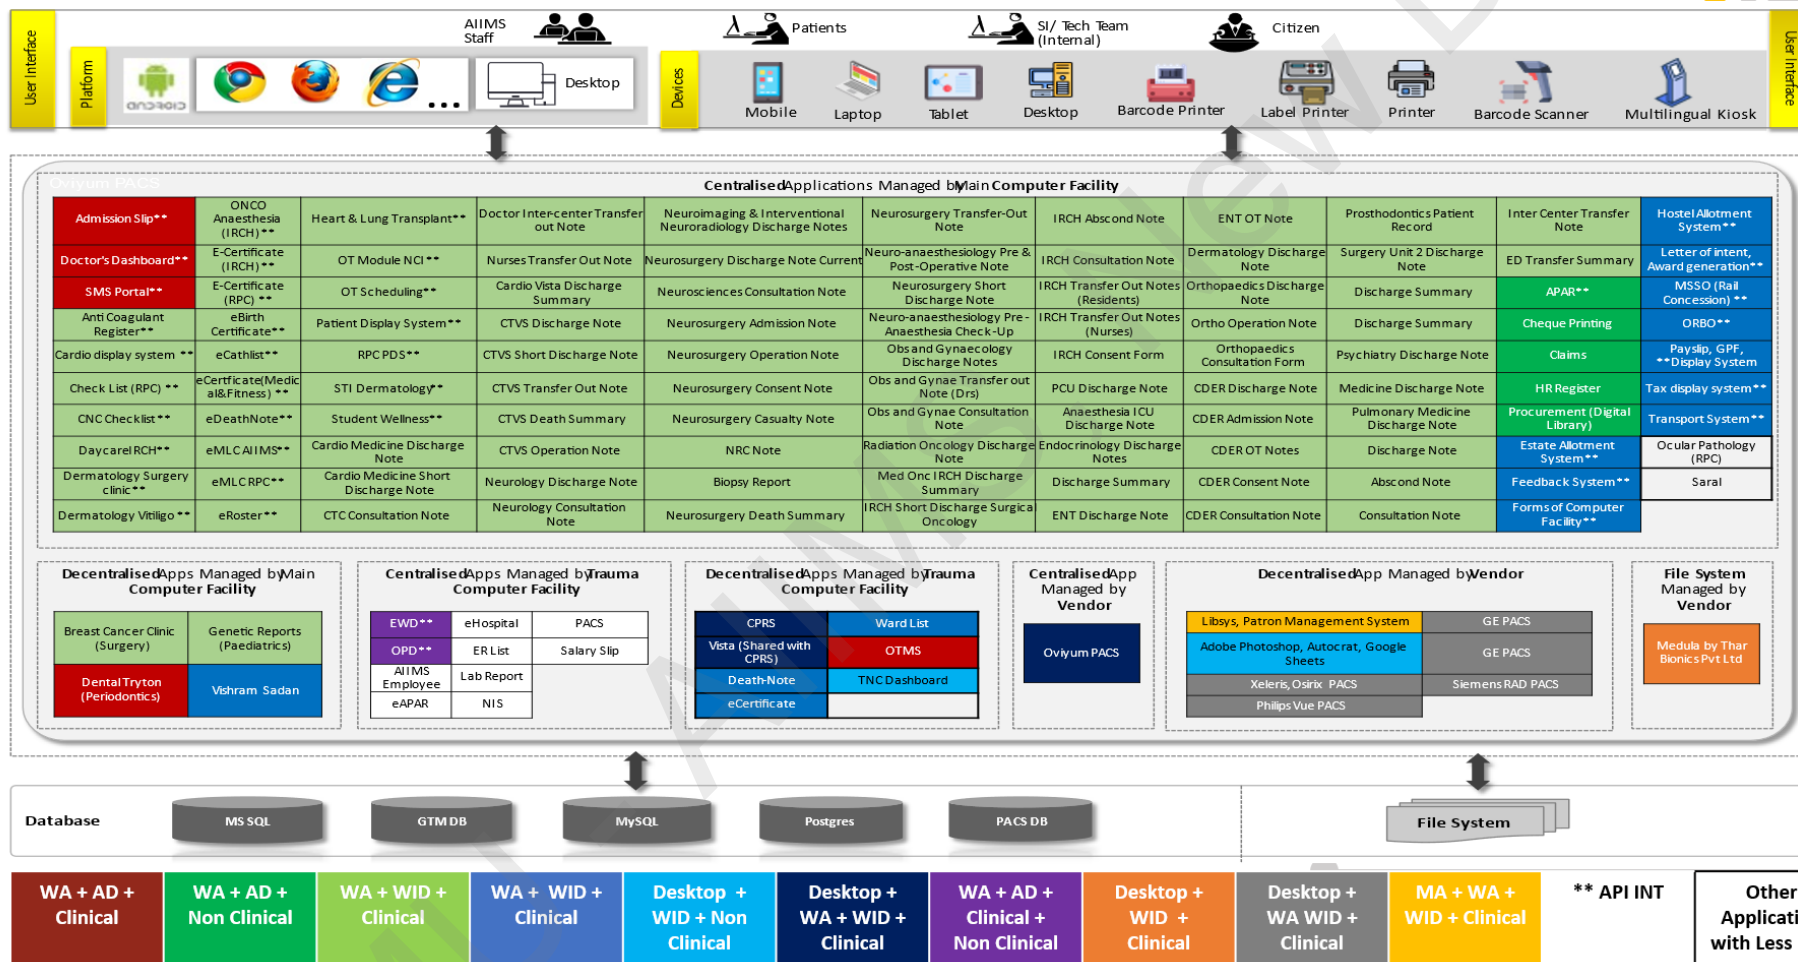 User Interface
Platform
AIIMS
Staff
android
...
Desktop
Devices
Patients
SI/ Tech Team
(Internal)
Citizen
Mobile
Laptop
Tablet
Desktop
Barcode Printer
Label Printer
Printer
Barcode Scanner
Multilingual Kiosk
User Interface
Oviyum PACS
Centralised Applications Managed by Main Computer Facility
Admission Slip**
ONCO
Anaesthesia
(IRCH) **
Heart & Lung Transplant**
Doctor Inter-center Transfer
out Note
Neuroimaging & Interventional
Neuroradiology Discharge Notes
Neurosurgery Transfer-Out
Note
IRCH Abscond Note
ENT OT Note
Prosthodontics Patient
Record
Inter Center Transfer
Note
Hostel Allotment
System**
Doctor's Dashboard**
E-Certificate
(IRCH) **
OT Module NCI **
Nurses Transfer Out Note
Neurosurgery Discharge Note Current
Neuro-anaesthesiology Pre &
Post-Operative Note
IRCH Consultation Note
Dermatology Discharge
Note
Surgery Unit 2 Discharge
Note
ED Transfer Summary
Letter of intent,
Award generation**
SMS Portal**
E-Certificate
(RPC) **
OT Scheduling**
Cardio Vista Discharge
Summary
Neurosciences Consultation Note
Neurosurgery Short
Discharge Note
IRCH Transfer Out Notes
(Residents)
Orthopaedics Discharge
Note
Discharge Summary
APAR**
MSSO (Rail
Concession) **
Anti Coagulant
Register**
eBirth
Certificate**
Patient Display System**
CTVS Discharge Note
Neurosurgery Admission Note
Neuro-anaesthesiology Pre-
Anaesthesia Check-Up
IRCH Transfer Out Notes
(Nurses)
Ortho Operation Note
Discharge Summary
Cheque Printing
ORBO**
Cardio display system **
eCathlist**
RPC PDS**
CTVS Short Discharge Note
Neurosurgery Operation Note
Obs and Gynaecology
Discharge Notes
IRCH Consent Form
Orthopaedics
Consultation Form
Psychiatry Discharge Note
Claims
Payslip, GPF,
**Display System
Check List (RPC) **
eCertficate(Medic
al&Fitness) **
STI Dermatology**
CTVS Transfer Out Note
Neurosurgery Consent Note
Obs and Gynae Transfer out
Note (Drs)
PCU Discharge Note
CDER Discharge Note
Medicine Discharge Note
HR Register
Tax display system**
CNC Checklist**
eDeathNote**
Student Wellness**
CTVS Death Summary
Neurosurgery Casualty Note
Obs and Gynae Consultation
Note
Anaesthesia ICU
Discharge Note
CDER Admission Note
Pulmonary Medicine
Discharge Note
Procurement (Digital
Library)
Transport System**
DaycareIRCH**
eMLC AIIMS**
Cardio Medicine Discharge
Note
CTVS Operation Note
NRC Note
Radiation Oncology Discharge
Note
Endocrinology Discharge
Notes
CDER OT Notes
Discharge Note
Estate Allotment
System**
Ocular Pathology
(RPC)
Dermatology Surgery
clinic**
eMLC RPC**
Cardio Medicine Short
Discharge Note
Neurology Discharge Note
Biopsy Report
Med Onc IRCH Discharge
Summary
Discharge Summary
CDER Consent Note
Abscond Note
Feedback System**
Saral
Dermatology Vitiligo **
eRoster**
CTC Consultation Note
Neurology Consultation
Note
Neurosurgery Death Summary
IRCH Short Discharge Surgical
Oncology
ENT Discharge Note
CDER Consultation Note
Consultation Note
Forms of Computer
Facility**
Decentralised Apps Managed by Main
Computer Facility
Breast Cancer Clinic
(Surgery)
Genetic Reports
(Paediatrics)
Dental Tryton
(Periodontics)
Vishram Sadan
Centralised Apps Managed by Trauma
Computer Facility
EWD**
eHospital
PACS
OPD**
ER List
Salary Slip
AIIMS
Employee
Lab Report
eAPAR
NIS
Decentralised Apps Managed by Trauma
Computer Facility
CPRS
Ward List
Vista (Shared with
CPRS)
OTMS
Death-Note
TNC Dashboard
eCertificate
Centralised App
Managed by
Vendor
Oviyum PACS
Decentralised App Managed by Vendor
Libsys, Patron Management System
GE PACS
Adobe Photoshop, Autocrat, Google
Sheets
GE PACS
Xeleris, Osirix PACS
Siemens RAD PACS
Philips Vue PACS
File System
Managed by
Vendor
Medula by Thar
Bionics Pvt Ltd
Database
MS SQL
GTM DB
MySQL
Postgres
PACS DB
File System
WA + AD +
Clinical
WA + AD +
Non Clinical
WA + WID +
Clinical
WA + WID +
Clinical
Desktop +
WID + Non
Clinical
Desktop +
WA + WID +
Clinical
WA + AD +
Clinical +
Non Clinical
Desktop +
WID +
Clinical
Desktop +
WA WID +
Clinical
MA + WA +
WID + Clinical
** API INT
Other
Applicati
with Less
AIIMS New